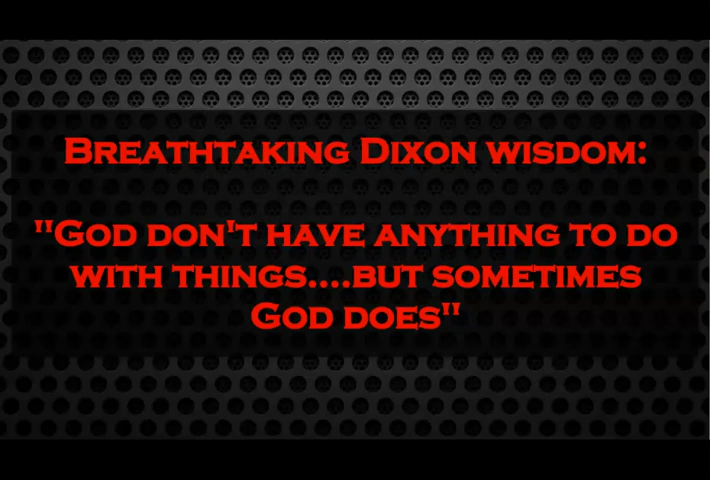 Breathtaking Dixon wisdom:
"God don't have anything to do
with things....but sometimes
God does"